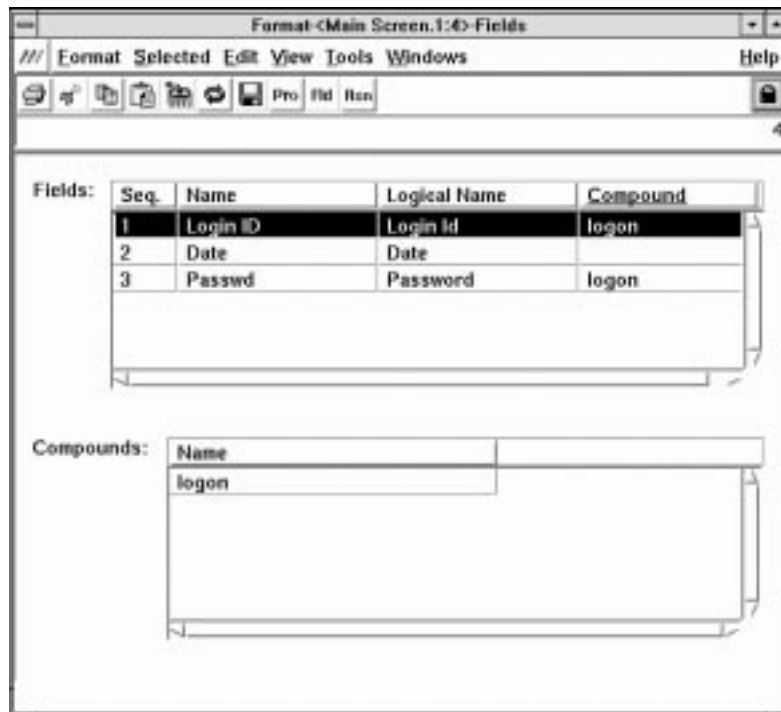 Format-<Main Screen.1:4>-Fields
/// Format Selected Edit View Tools Windows Help
Pro Fld Rsn
4
Fields: Seq. Name Logical Name Compound
1 Login ID Login Id logon
2 Date Date
3 Passwd Password logon
Compounds: Name
logon